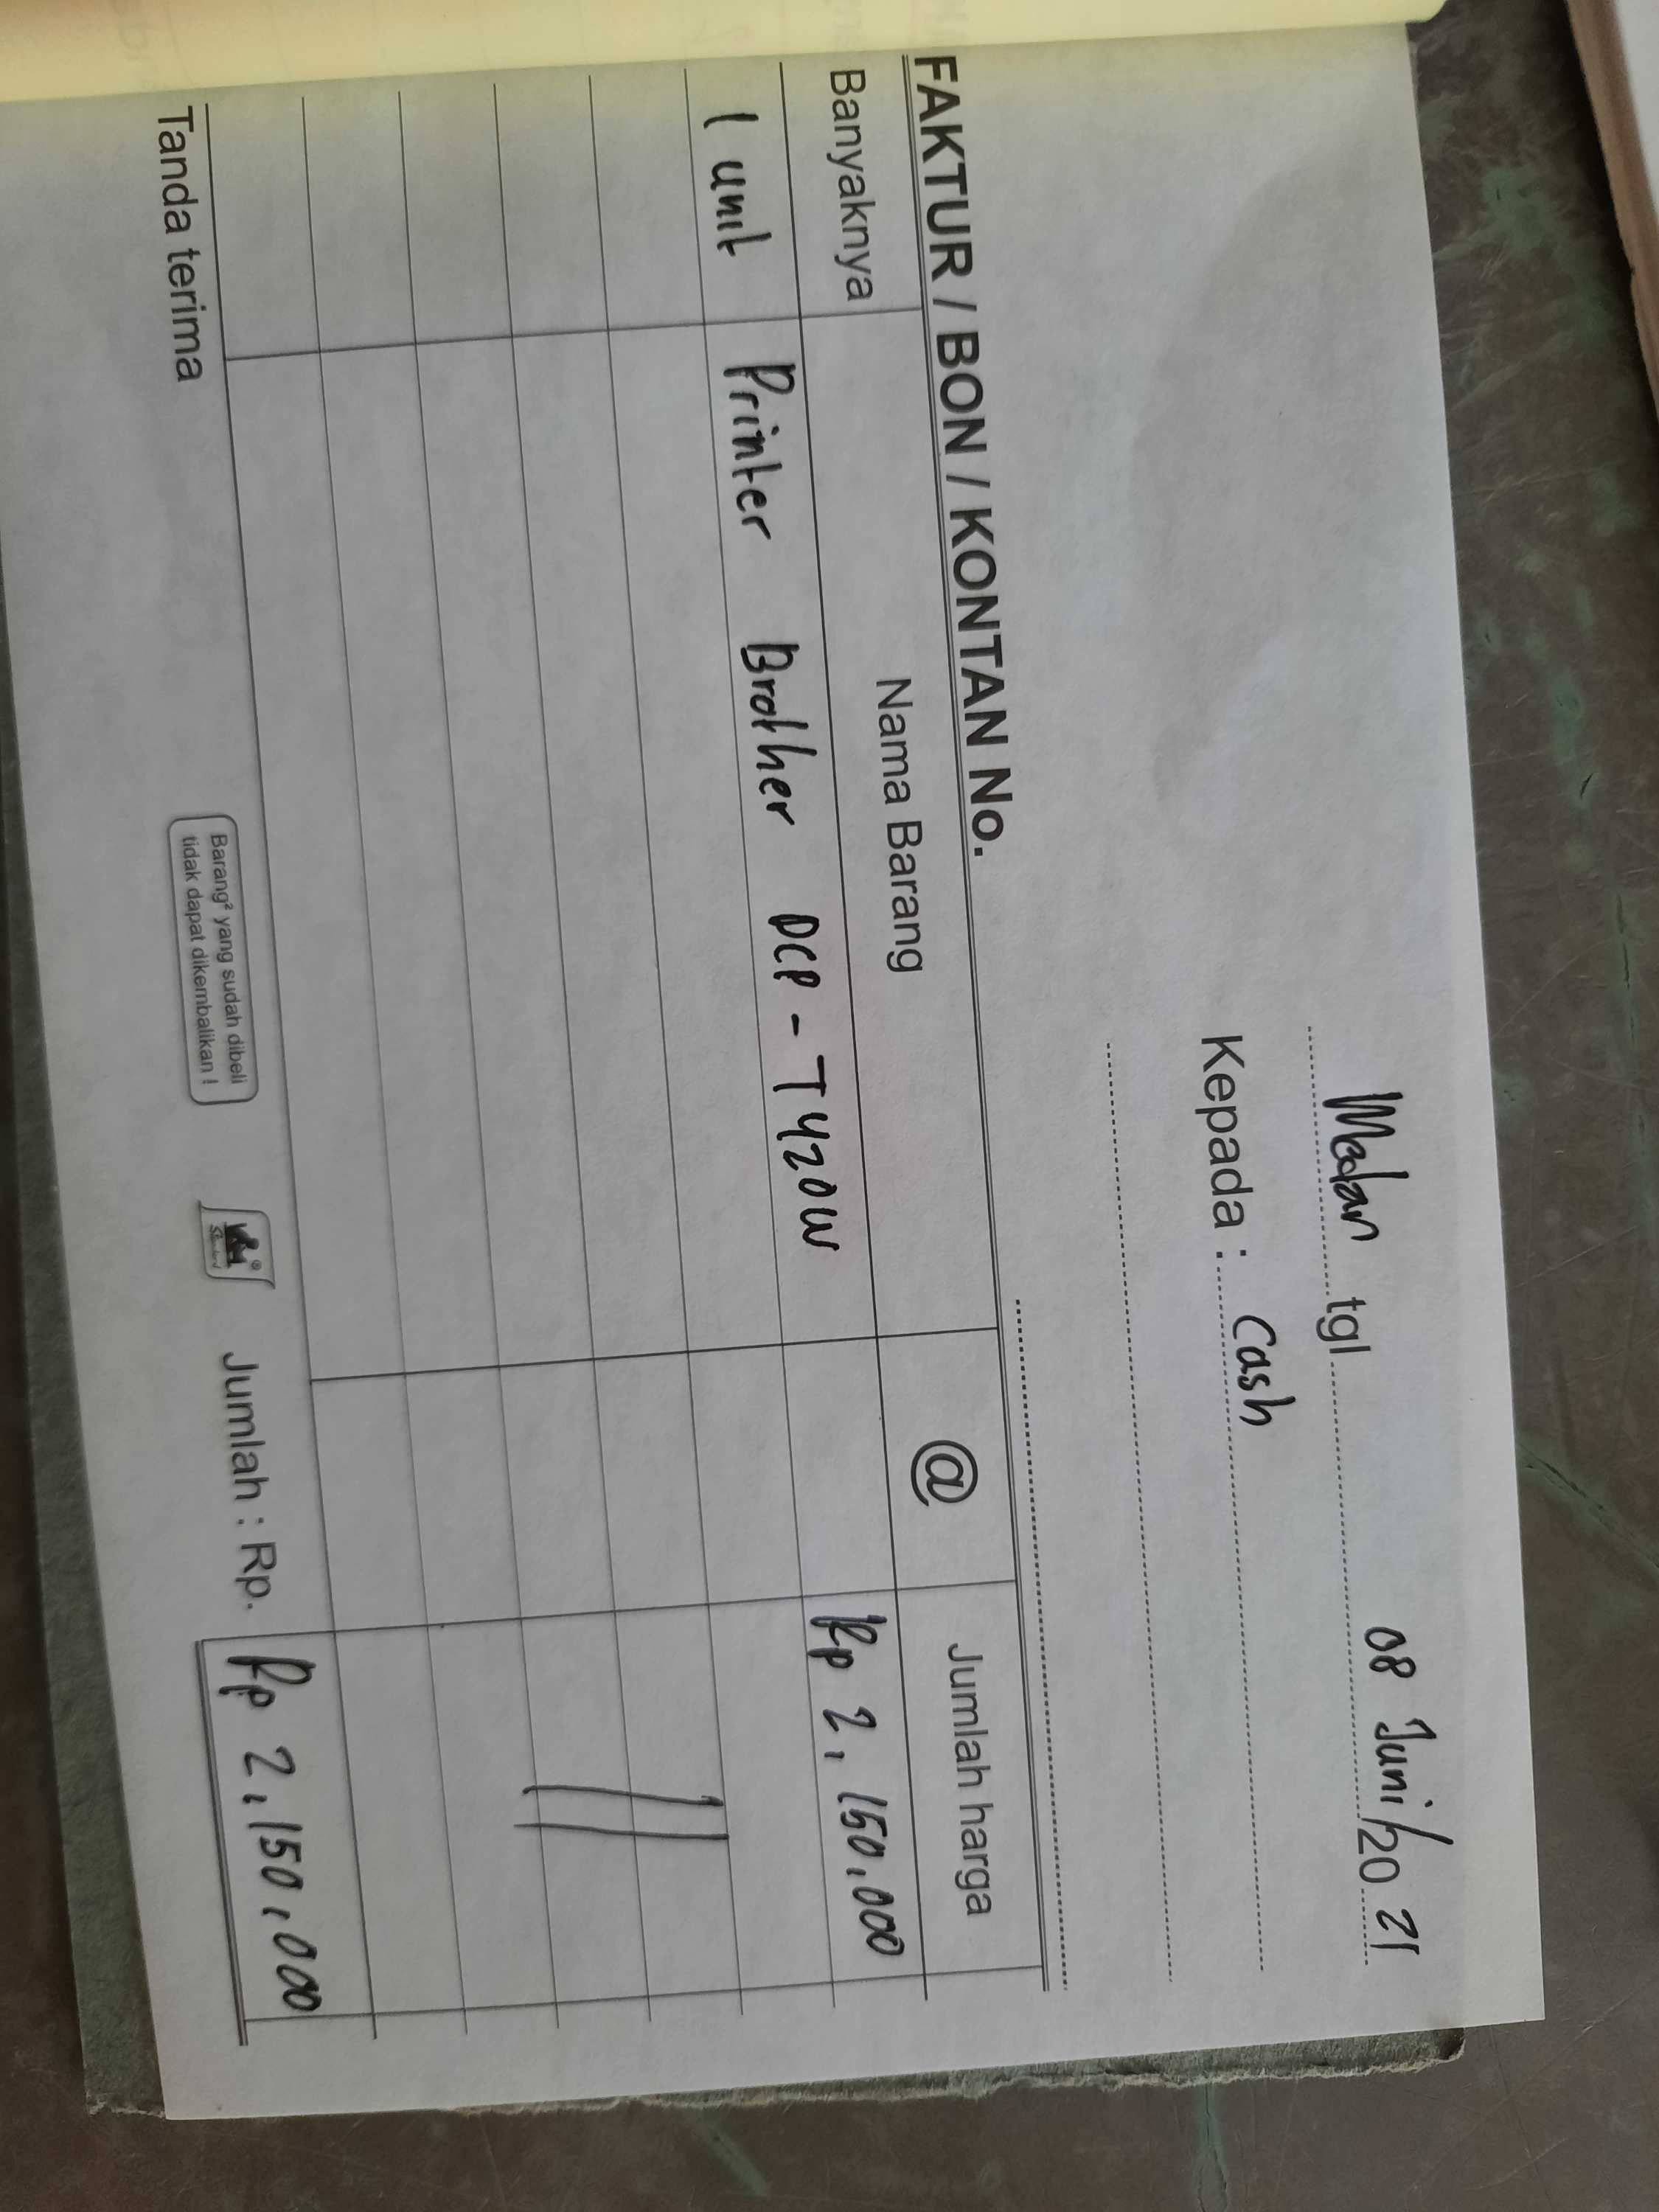 Medan tgl 08 Juni/2021
Kepada : Cash
FAKTUR / BON / KONTAN No.
Banyaknya Nama Barang @ Jumlah harga
1 unit Printer Brother DCP - T420W Rp 2.150.000
Tanda terima
Barang² yang sudah dibeli
tidak dapat dikembalikan !
Jumlah : Rp. Rp 2.150.000